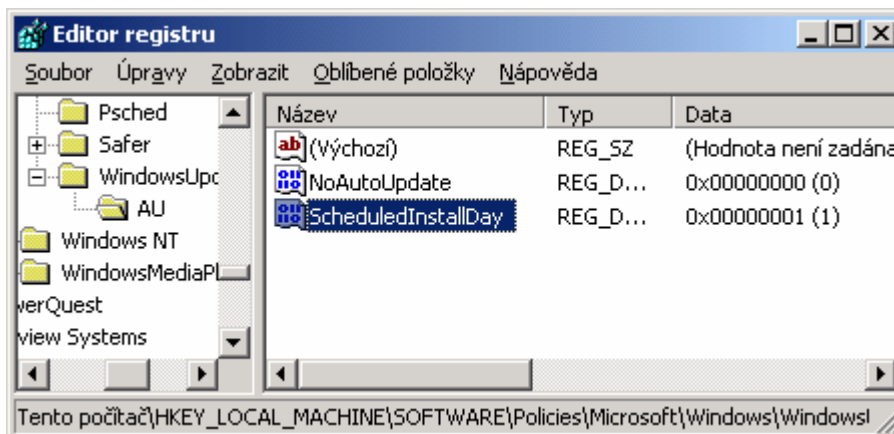 Editor registru
Soubor Úpravy Zobrazit Oblíbené položky Nápověda
Psched
Safer
WindowsUpd
AU
Windows NT
WindowsMediaPl
verQuest
view Systems
Název Typ Data
(Výchozí) REG_SZ (Hodnota není zadána
NoAutoUpdate REG_D... 0x00000000 (0)
ScheduledInstallDay REG_D... 0x00000001 (1)
Tento počítač\HKEY_LOCAL_MACHINE\SOFTWARE\Policies\Microsoft\Windows\Windows